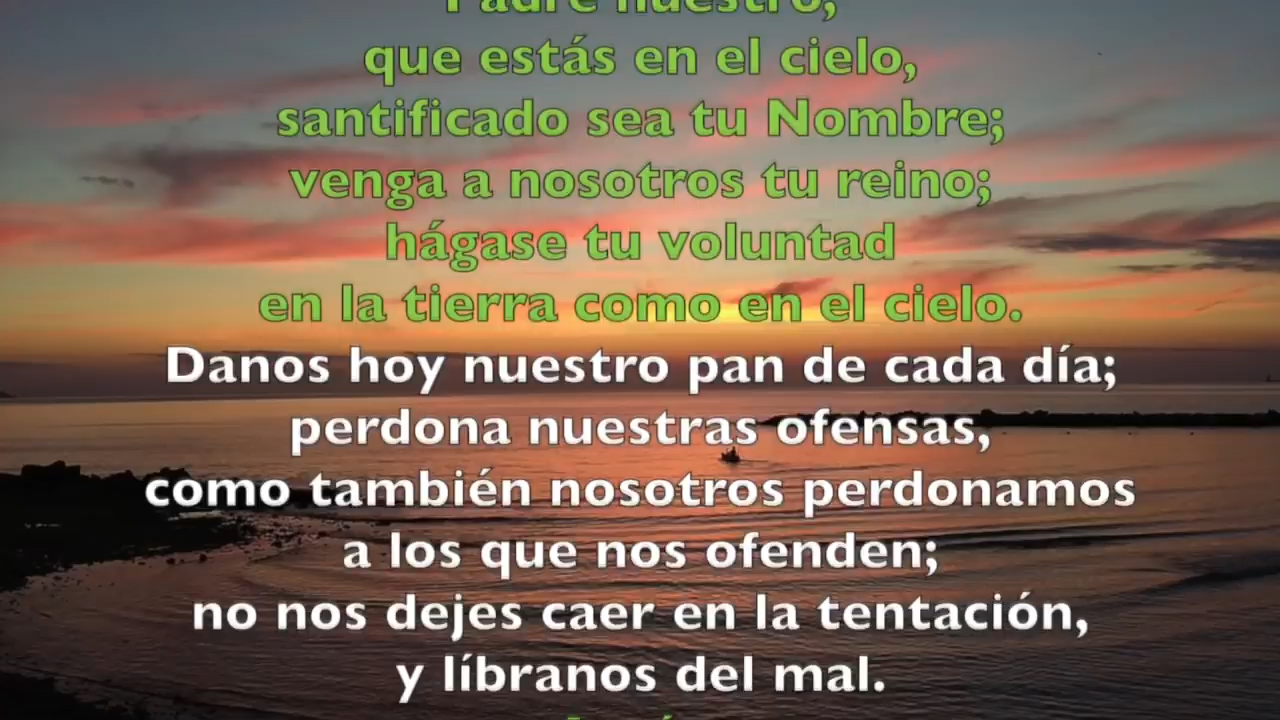 Padre nuestro,
que estás en el cielo,
santificado sea tu Nombre;
venga a nosotros tu reino;
hágase tu voluntad
en la tierra como en el cielo.
Danos hoy nuestro pan de cada día;
perdona nuestras ofensas,
como también nosotros perdonamos
a los que nos ofenden;
no nos dejes caer en la tentación,
y líbranos del mal.